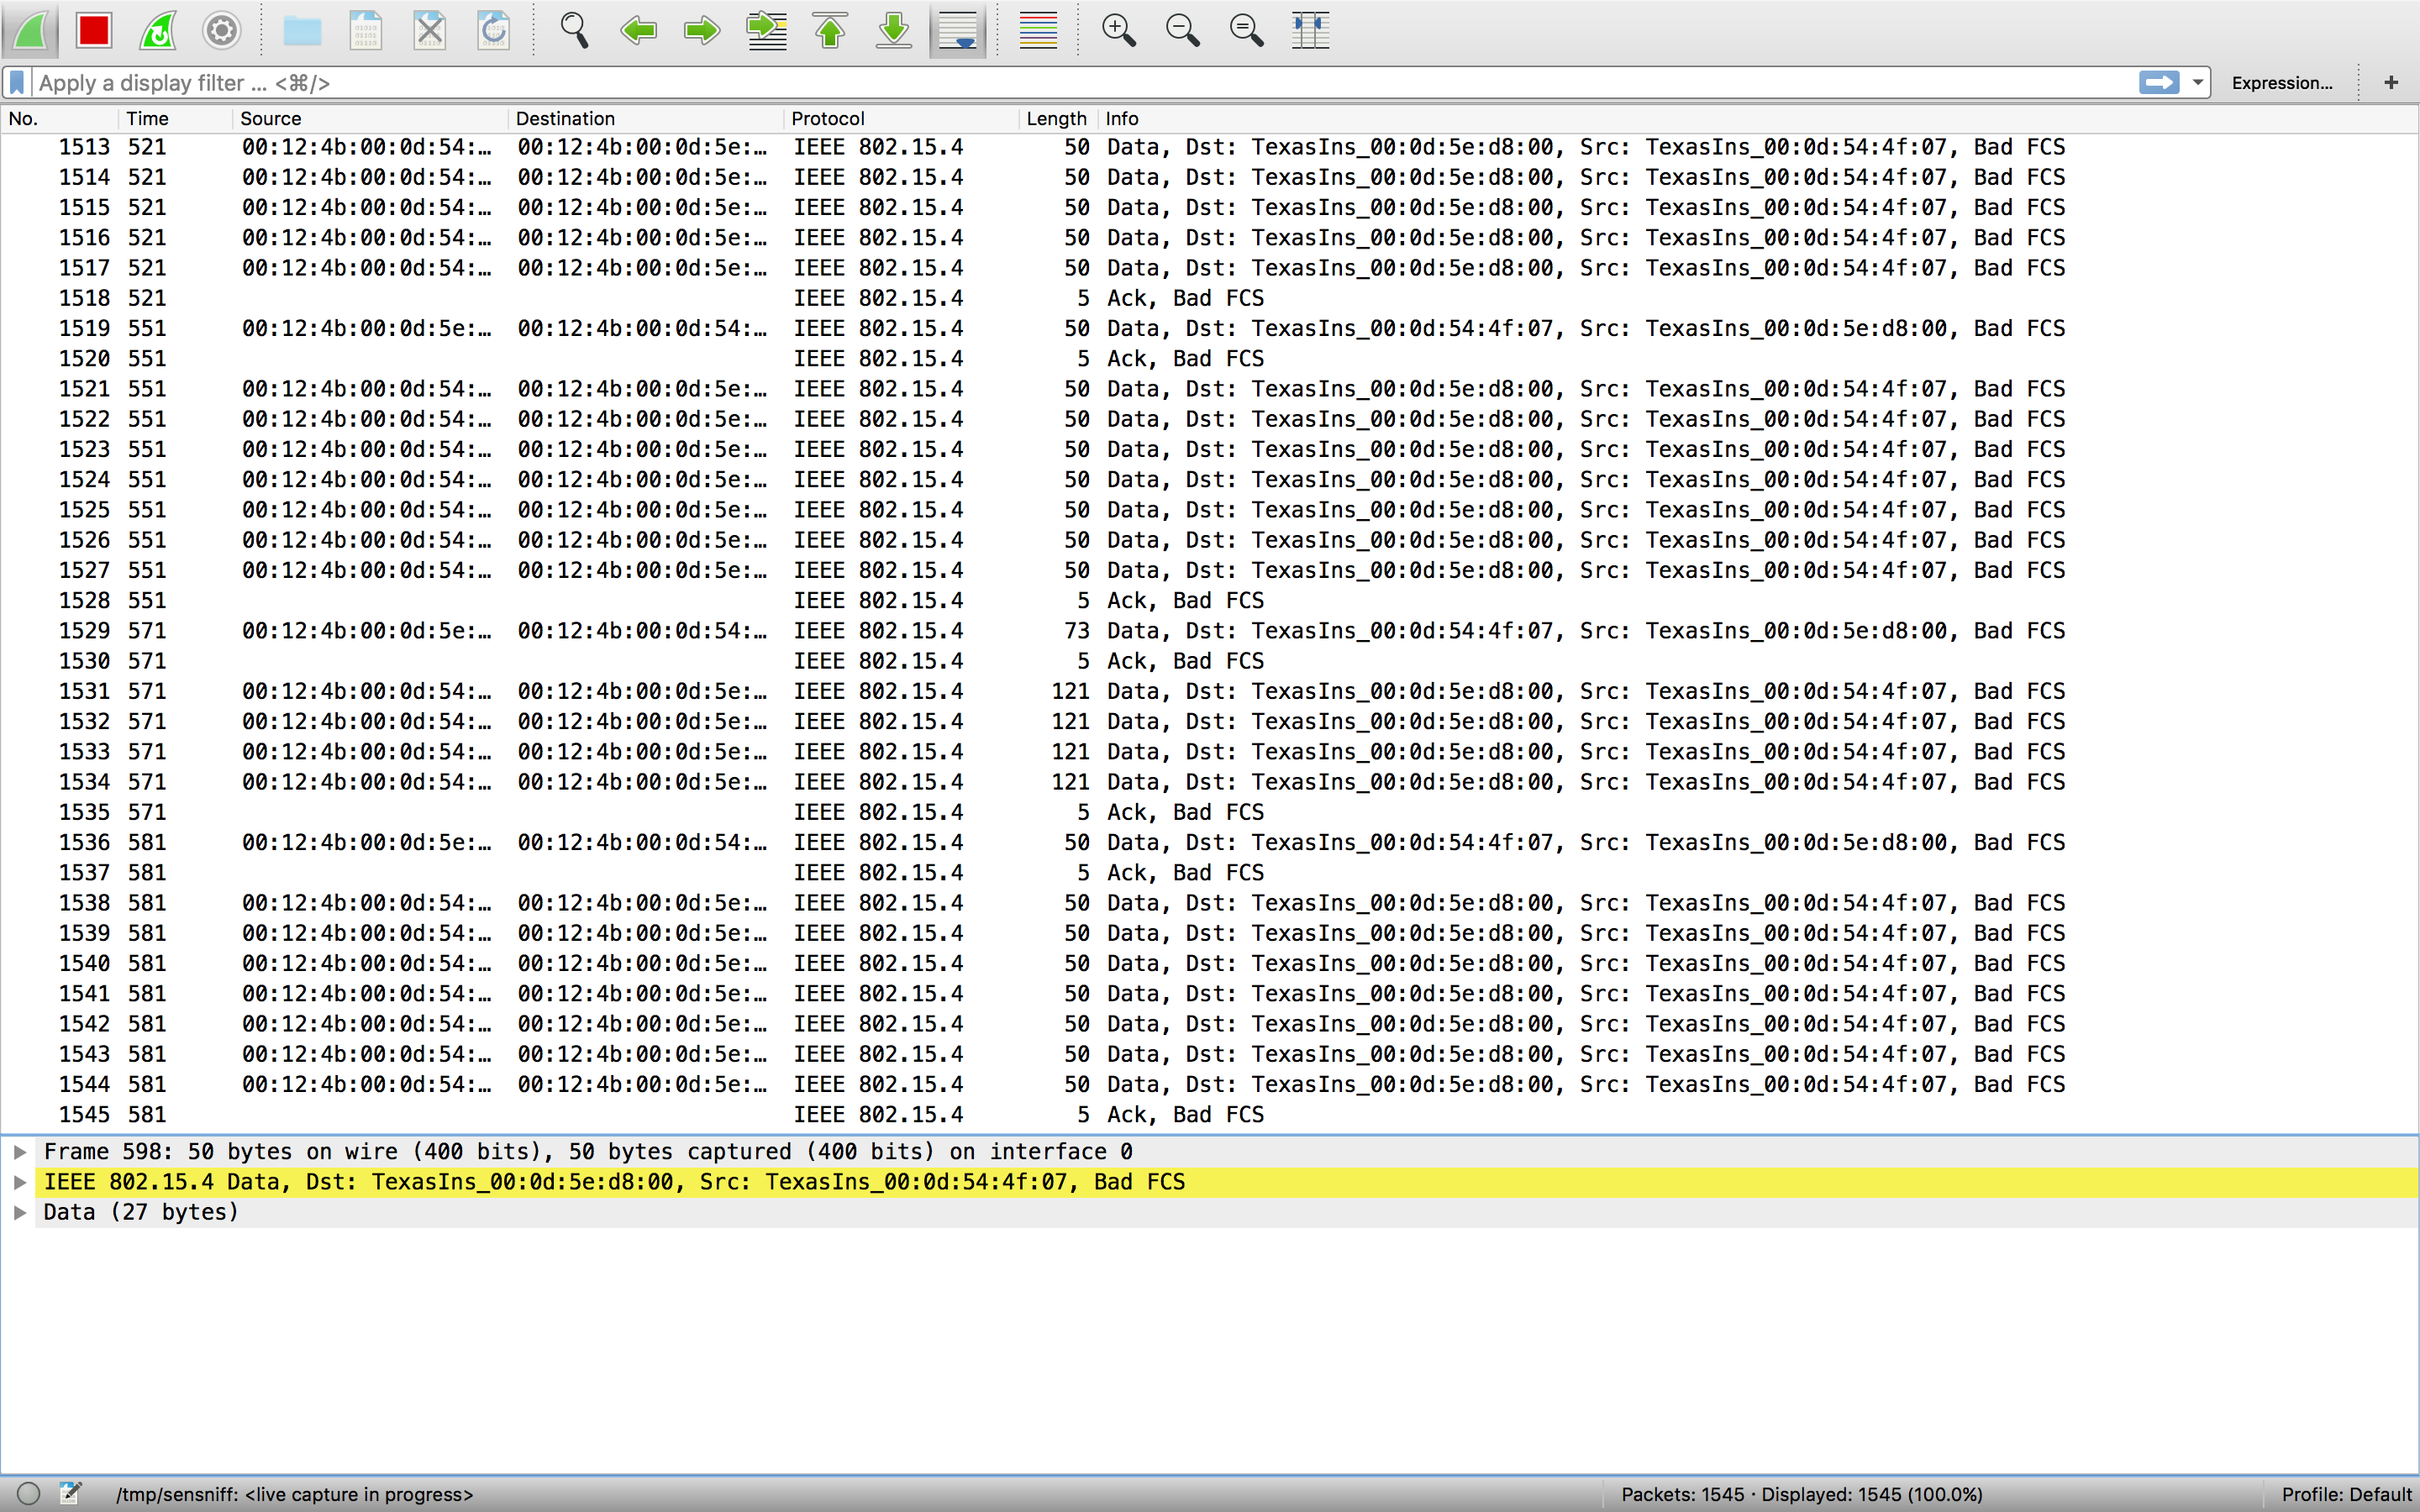 Apply a display filter ... <⌘/>
Expression...
+
No. Time Source Destination Protocol Length Info
1513 521 00:12:4b:00:0d:54:… 00:12:4b:00:0d:5e:… IEEE 802.15.4 50 Data, Dst: TexasIns_00:0d:5e:d8:00, Src: TexasIns_00:0d:54:4f:07, Bad FCS
1514 521 00:12:4b:00:0d:54:… 00:12:4b:00:0d:5e:… IEEE 802.15.4 50 Data, Dst: TexasIns_00:0d:5e:d8:00, Src: TexasIns_00:0d:54:4f:07, Bad FCS
1515 521 00:12:4b:00:0d:54:… 00:12:4b:00:0d:5e:… IEEE 802.15.4 50 Data, Dst: TexasIns_00:0d:5e:d8:00, Src: TexasIns_00:0d:54:4f:07, Bad FCS
1516 521 00:12:4b:00:0d:54:… 00:12:4b:00:0d:5e:… IEEE 802.15.4 50 Data, Dst: TexasIns_00:0d:5e:d8:00, Src: TexasIns_00:0d:54:4f:07, Bad FCS
1517 521 00:12:4b:00:0d:54:… 00:12:4b:00:0d:5e:… IEEE 802.15.4 50 Data, Dst: TexasIns_00:0d:5e:d8:00, Src: TexasIns_00:0d:54:4f:07, Bad FCS
1518 521 IEEE 802.15.4 5 Ack, Bad FCS
1519 551 00:12:4b:00:0d:5e:… 00:12:4b:00:0d:54:… IEEE 802.15.4 50 Data, Dst: TexasIns_00:0d:54:4f:07, Src: TexasIns_00:0d:5e:d8:00, Bad FCS
1520 551 IEEE 802.15.4 5 Ack, Bad FCS
1521 551 00:12:4b:00:0d:54:… 00:12:4b:00:0d:5e:… IEEE 802.15.4 50 Data, Dst: TexasIns_00:0d:5e:d8:00, Src: TexasIns_00:0d:54:4f:07, Bad FCS
1522 551 00:12:4b:00:0d:54:… 00:12:4b:00:0d:5e:… IEEE 802.15.4 50 Data, Dst: TexasIns_00:0d:5e:d8:00, Src: TexasIns_00:0d:54:4f:07, Bad FCS
1523 551 00:12:4b:00:0d:54:… 00:12:4b:00:0d:5e:… IEEE 802.15.4 50 Data, Dst: TexasIns_00:0d:5e:d8:00, Src: TexasIns_00:0d:54:4f:07, Bad FCS
1524 551 00:12:4b:00:0d:54:… 00:12:4b:00:0d:5e:… IEEE 802.15.4 50 Data, Dst: TexasIns_00:0d:5e:d8:00, Src: TexasIns_00:0d:54:4f:07, Bad FCS
1525 551 00:12:4b:00:0d:54:… 00:12:4b:00:0d:5e:… IEEE 802.15.4 50 Data, Dst: TexasIns_00:0d:5e:d8:00, Src: TexasIns_00:0d:54:4f:07, Bad FCS
1526 551 00:12:4b:00:0d:54:… 00:12:4b:00:0d:5e:… IEEE 802.15.4 50 Data, Dst: TexasIns_00:0d:5e:d8:00, Src: TexasIns_00:0d:54:4f:07, Bad FCS
1527 551 00:12:4b:00:0d:54:… 00:12:4b:00:0d:5e:… IEEE 802.15.4 50 Data, Dst: TexasIns_00:0d:5e:d8:00, Src: TexasIns_00:0d:54:4f:07, Bad FCS
1528 551 IEEE 802.15.4 5 Ack, Bad FCS
1529 571 00:12:4b:00:0d:5e:… 00:12:4b:00:0d:54:… IEEE 802.15.4 73 Data, Dst: TexasIns_00:0d:54:4f:07, Src: TexasIns_00:0d:5e:d8:00, Bad FCS
1530 571 IEEE 802.15.4 5 Ack, Bad FCS
1531 571 00:12:4b:00:0d:54:… 00:12:4b:00:0d:5e:… IEEE 802.15.4 121 Data, Dst: TexasIns_00:0d:5e:d8:00, Src: TexasIns_00:0d:54:4f:07, Bad FCS
1532 571 00:12:4b:00:0d:54:… 00:12:4b:00:0d:5e:… IEEE 802.15.4 121 Data, Dst: TexasIns_00:0d:5e:d8:00, Src: TexasIns_00:0d:54:4f:07, Bad FCS
1533 571 00:12:4b:00:0d:54:… 00:12:4b:00:0d:5e:… IEEE 802.15.4 121 Data, Dst: TexasIns_00:0d:5e:d8:00, Src: TexasIns_00:0d:54:4f:07, Bad FCS
1534 571 00:12:4b:00:0d:54:… 00:12:4b:00:0d:5e:… IEEE 802.15.4 121 Data, Dst: TexasIns_00:0d:5e:d8:00, Src: TexasIns_00:0d:54:4f:07, Bad FCS
1535 571 IEEE 802.15.4 5 Ack, Bad FCS
1536 581 00:12:4b:00:0d:5e:… 00:12:4b:00:0d:54:… IEEE 802.15.4 50 Data, Dst: TexasIns_00:0d:54:4f:07, Src: TexasIns_00:0d:5e:d8:00, Bad FCS
1537 581 IEEE 802.15.4 5 Ack, Bad FCS
1538 581 00:12:4b:00:0d:54:… 00:12:4b:00:0d:5e:… IEEE 802.15.4 50 Data, Dst: TexasIns_00:0d:5e:d8:00, Src: TexasIns_00:0d:54:4f:07, Bad FCS
1539 581 00:12:4b:00:0d:54:… 00:12:4b:00:0d:5e:… IEEE 802.15.4 50 Data, Dst: TexasIns_00:0d:5e:d8:00, Src: TexasIns_00:0d:54:4f:07, Bad FCS
1540 581 00:12:4b:00:0d:54:… 00:12:4b:00:0d:5e:… IEEE 802.15.4 50 Data, Dst: TexasIns_00:0d:5e:d8:00, Src: TexasIns_00:0d:54:4f:07, Bad FCS
1541 581 00:12:4b:00:0d:54:… 00:12:4b:00:0d:5e:… IEEE 802.15.4 50 Data, Dst: TexasIns_00:0d:5e:d8:00, Src: TexasIns_00:0d:54:4f:07, Bad FCS
1542 581 00:12:4b:00:0d:54:… 00:12:4b:00:0d:5e:… IEEE 802.15.4 50 Data, Dst: TexasIns_00:0d:5e:d8:00, Src: TexasIns_00:0d:54:4f:07, Bad FCS
1543 581 00:12:4b:00:0d:54:… 00:12:4b:00:0d:5e:… IEEE 802.15.4 50 Data, Dst: TexasIns_00:0d:5e:d8:00, Src: TexasIns_00:0d:54:4f:07, Bad FCS
1544 581 00:12:4b:00:0d:54:… 00:12:4b:00:0d:5e:… IEEE 802.15.4 50 Data, Dst: TexasIns_00:0d:5e:d8:00, Src: TexasIns_00:0d:54:4f:07, Bad FCS
1545 581 IEEE 802.15.4 5 Ack, Bad FCS
Frame 598: 50 bytes on wire (400 bits), 50 bytes captured (400 bits) on interface 0
IEEE 802.15.4 Data, Dst: TexasIns_00:0d:5e:d8:00, Src: TexasIns_00:0d:54:4f:07, Bad FCS
Data (27 bytes)
/tmp/sensniff: <live capture in progress>
Packets: 1545 · Displayed: 1545 (100.0%)
Profile: Default